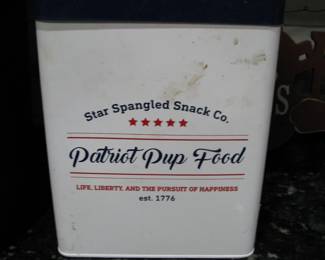 Star Spangled Snack Co.
Patriot Pup Food
LIFE, LIBERTY, AND THE PURSUIT OF HAPPINESS
est. 1776